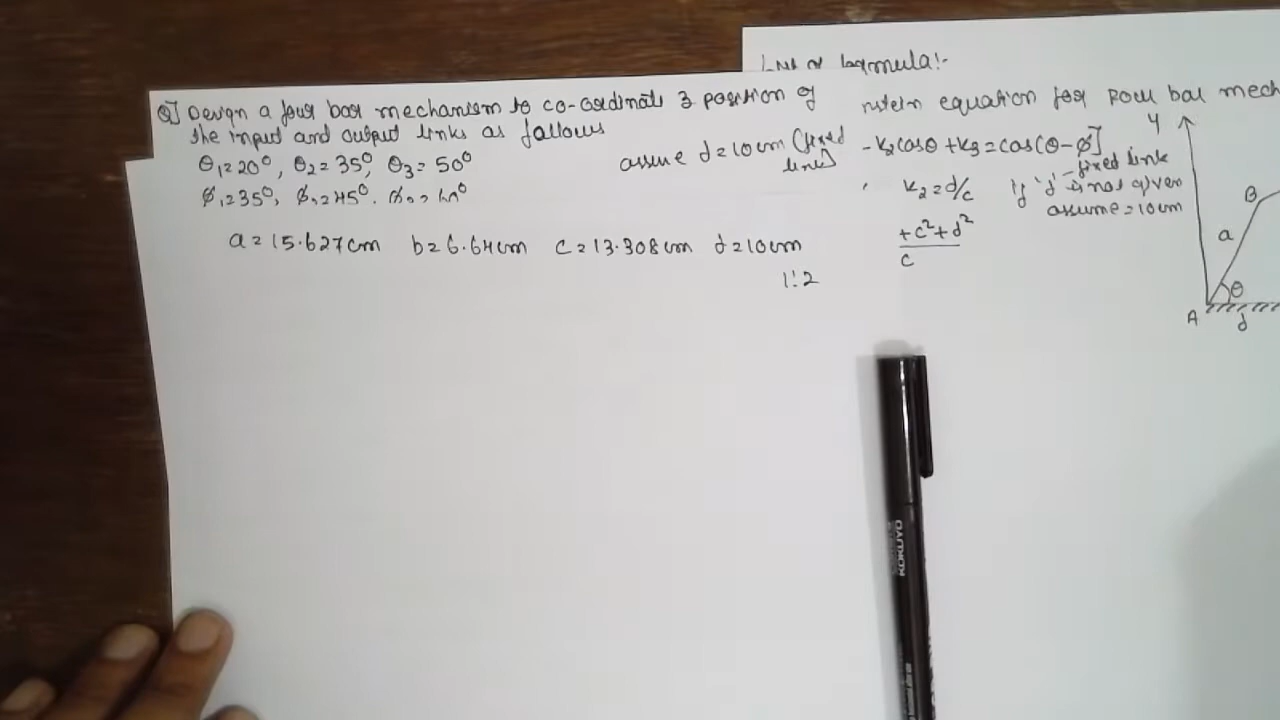 Q] Design a four bar mechanism to co-ordinate 3 position of
the input and output links as follows
θ₁=20°, θ₂=35°, θ₃=50°
ϕ₁=35°, ϕ₂=45°.
assume d=10cm (fixed
link)
a=15.627cm b=6.64cm c=13.308cm d=10cm
1:2
formula:-
equation for Four bar mech
-K₂cosθ+K₃=cos(θ-ϕ)]
K₂=d/c
If 'd'-fixed link
is not given
assume=10cm
+c²+d²
c
Y
B
a
θ
A
d
KOKUYO